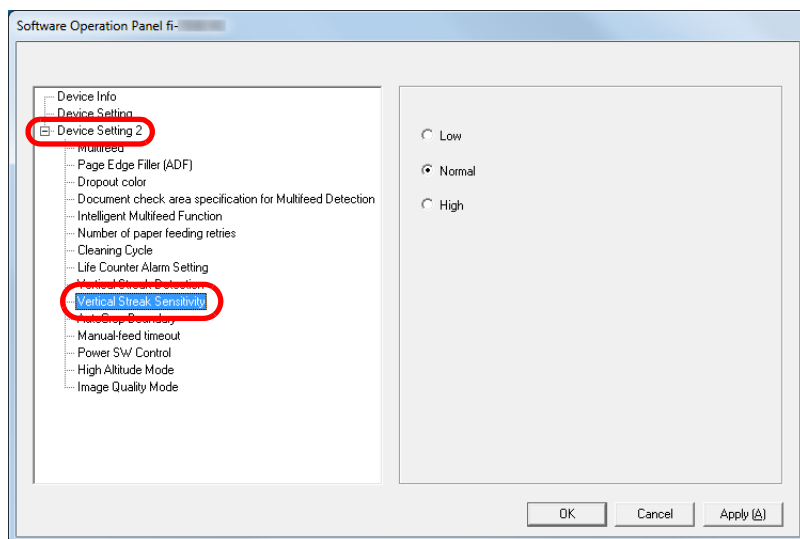 Software Operation Panel fi-
Device Info
Device Setting
Device Setting 2
Multifeed
Page Edge Filler (ADF)
Dropout color
Document check area specification for Multifeed Detection
Intelligent Multifeed Function
Number of paper feeding retries
Cleaning Cycle
Life Counter Alarm Setting
Vertical Streak Detection
Vertical Streak Sensitivity
AutoCrop Boundary
Manual-feed timeout
Power SW Control
High Altitude Mode
Image Quality Mode
Low
Normal
High
OK Cancel Apply (A)